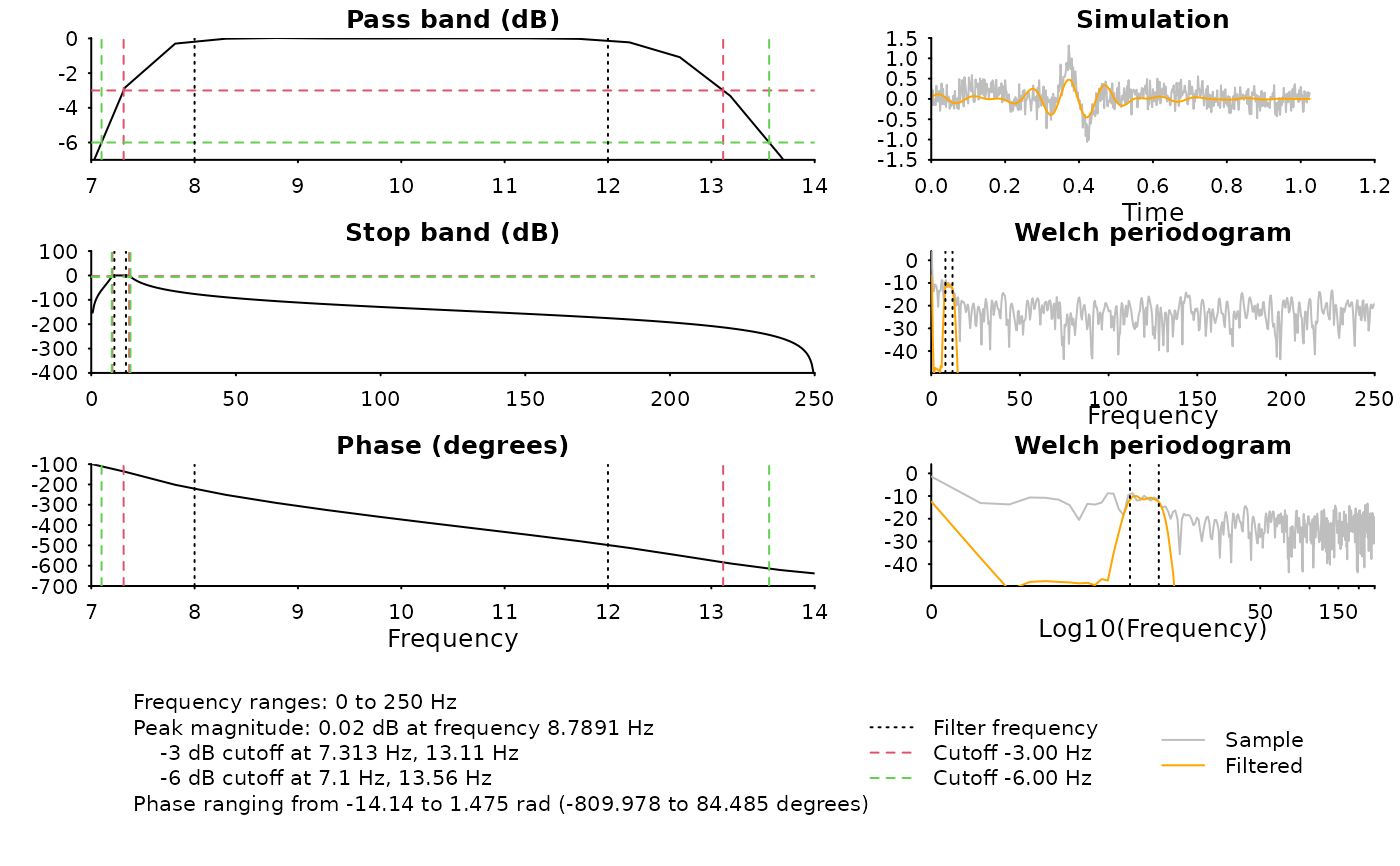 Pass band (dB)
0
-2
-4
-6
7 8 9 10 11 12 13 14
Simulation
1.5
1.0
0.5
0.0
-0.5
-1.0
-1.5
0.0 0.2 0.4 0.6 0.8 1.0 1.2
Time
Stop band (dB)
100
0
-100
-200
-300
-400
0 50 100 150 200 250
Welch periodogram
0
-10
-20
-30
-40
0 50 100 150 200 250
Frequency
Phase (degrees)
-100
-200
-300
-400
-500
-600
-700
7 8 9 10 11 12 13 14
Frequency
Welch periodogram
0
-10
-20
-30
-40
0 50 150
Log10(Frequency)
Frequency ranges: 0 to 250 Hz
Peak magnitude: 0.02 dB at frequency 8.7891 Hz
-3 dB cutoff at 7.313 Hz, 13.11 Hz
-6 dB cutoff at 7.1 Hz, 13.56 Hz
Phase ranging from -14.14 to 1.475 rad (-809.978 to 84.485 degrees)
Filter frequency
Cutoff -3.00 Hz
Cutoff -6.00 Hz
Sample
Filtered